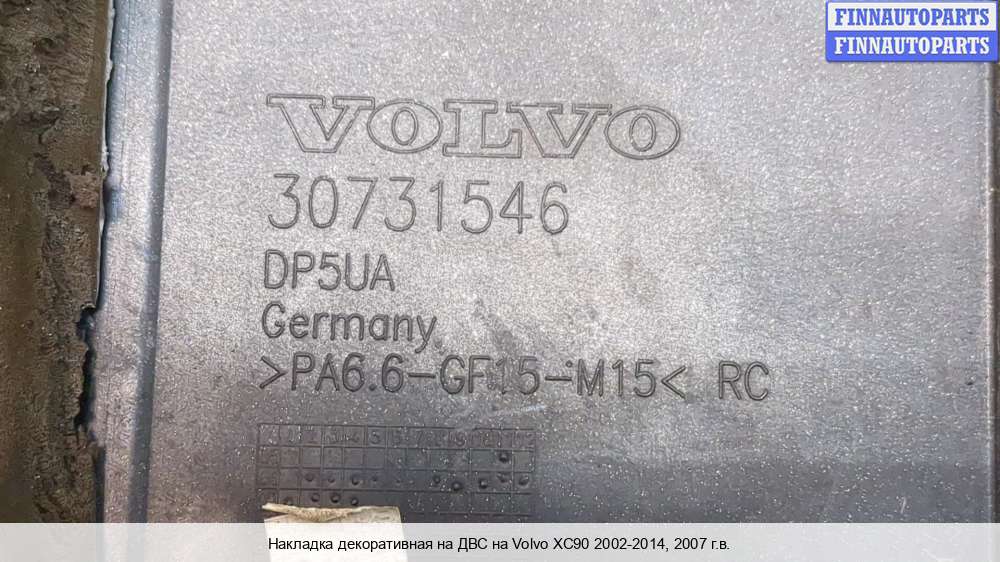 FINNAUTOPARTS
FINNAUTOPARTS
VOLVO
30731546
DP5UA
Germany
>PA6.6-GF15-M15< RC
Накладка декоративная на ДВС на Volvo XC90 2002-2014, 2007 г.в.